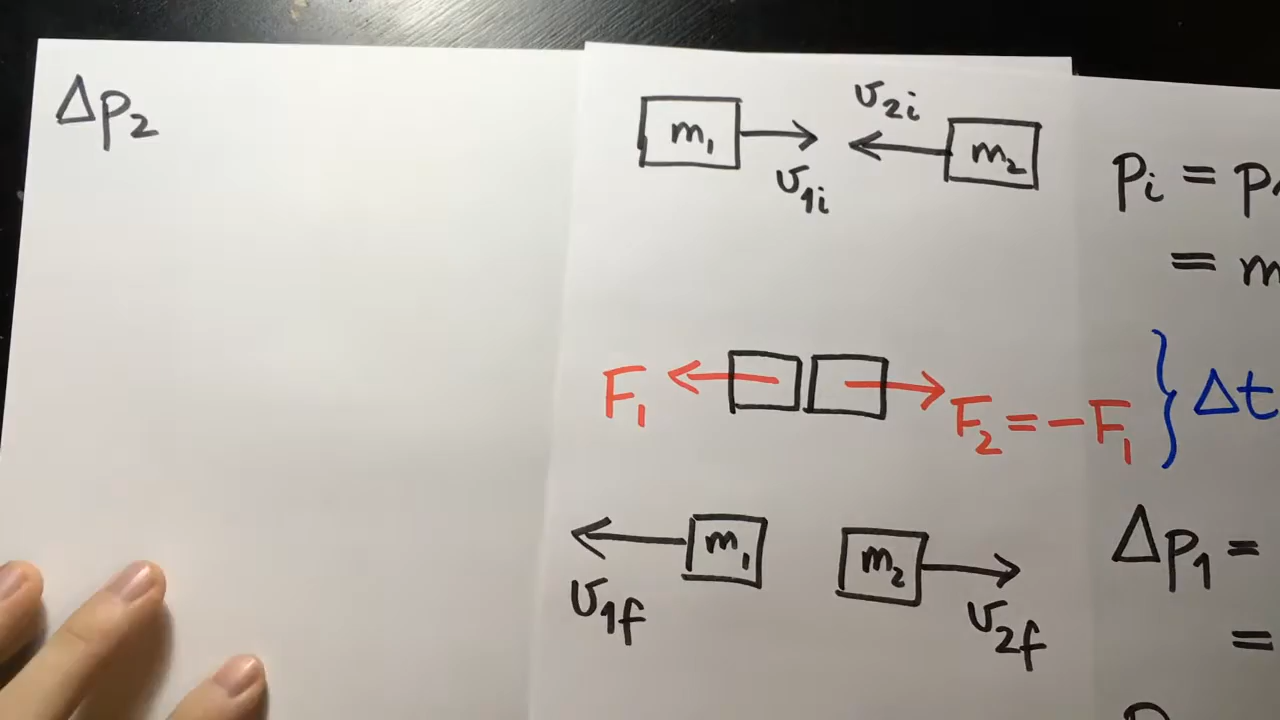 Δp₂
m₁
v₁ᵢ
v₂ᵢ
m₂
F₁
F₂ = -F₁
m₁
v₁f
m₂
v₂f
pᵢ = p
= m
} Δt
Δp₁ =
=